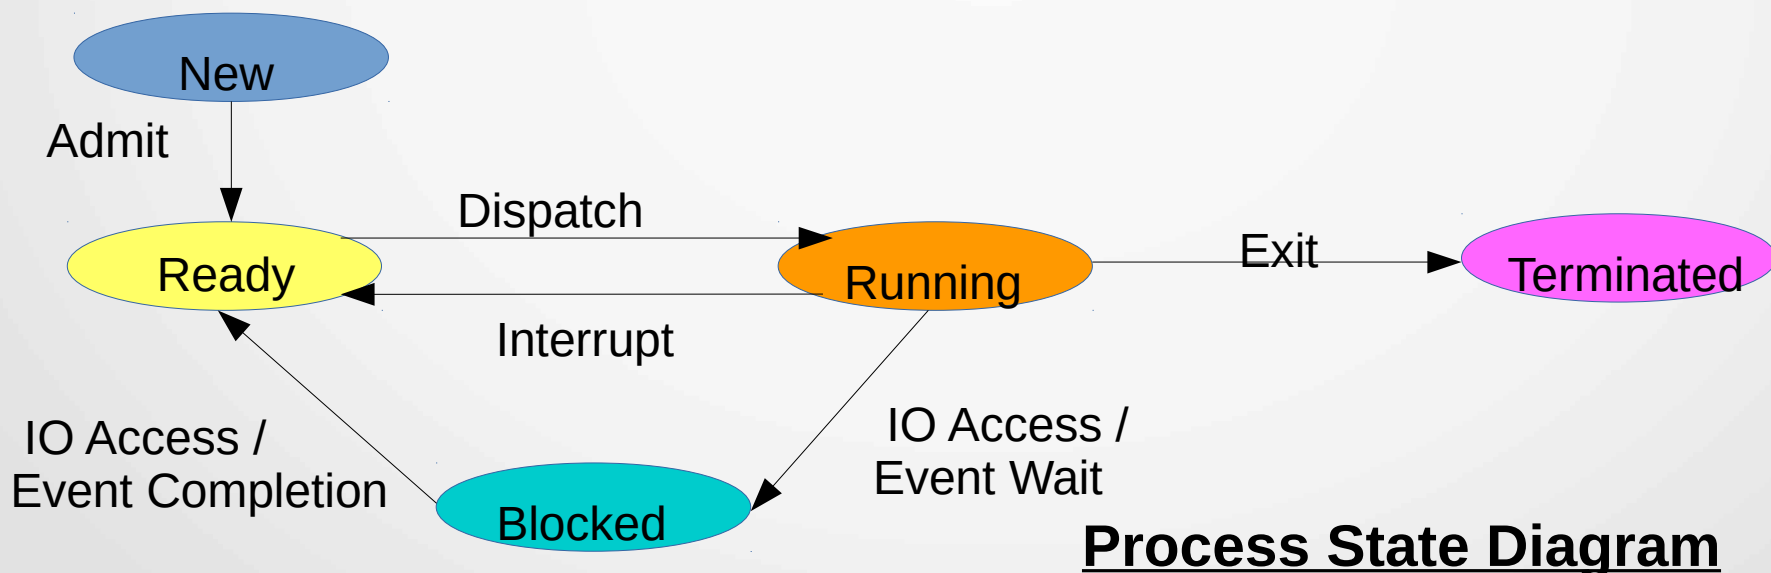 New
Admit
Dispatch
Ready
Running
Exit
Terminated
Interrupt
IO Access /
Event Completion
IO Access /
Event Wait
Blocked
Process State Diagram